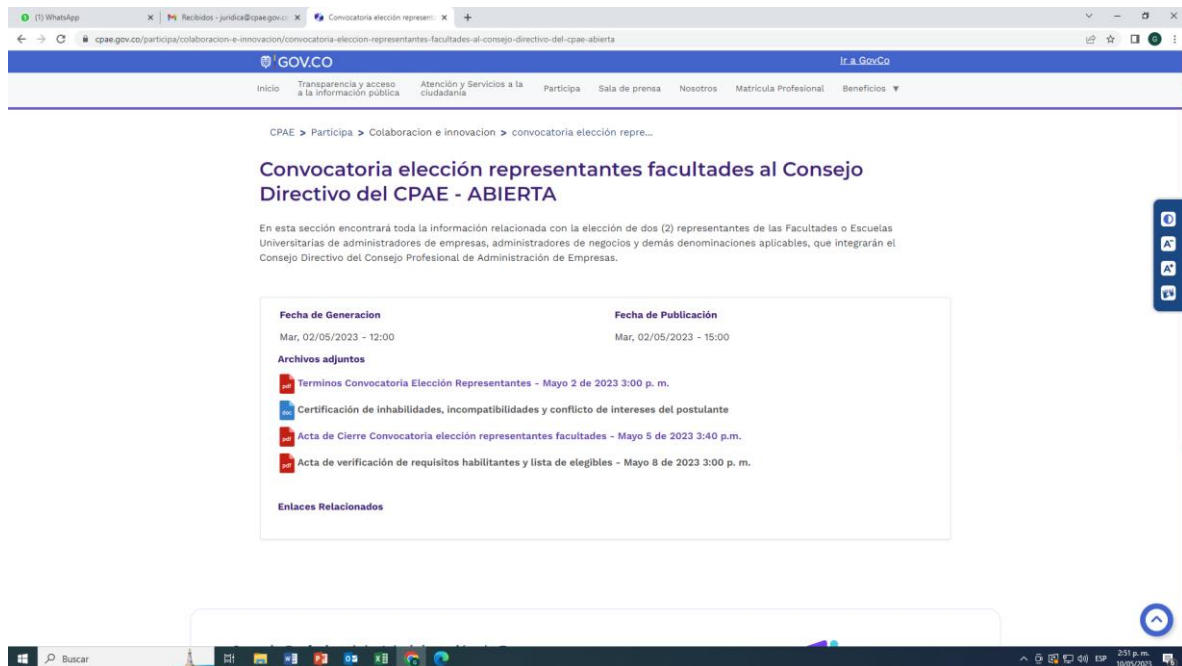 (1) WhatsApp
Recibidos - juridica@cpae.gov.co
Convocatoria elección represent
cpae.gov.co/participa/colaboracion-e-innovacion/convocatoria-eleccion-representantes-facultades-al-consejo-directivo-del-cpae-abierta
GOV.CO
Ir a GovCo
Inicio
Transparencia y acceso
a la información pública
Atención y Servicios a la
ciudadanía
Participa
Sala de prensa
Nosotros
Matrícula Profesional
Beneficios
CPAE > Participa > Colaboracion e innovacion > convocatoria elección repre...
Convocatoria elección representantes facultades al Consejo
Directivo del CPAE - ABIERTA
En esta sección encontrará toda la información relacionada con la elección de dos (2) representantes de las Facultades o Escuelas
Universitarias de administradores de empresas, administradores de negocios y demás denominaciones aplicables, que integrarán el
Consejo Directivo del Consejo Profesional de Administración de Empresas.
Fecha de Generacion
Fecha de Publicación
Mar, 02/05/2023 - 12:00
Mar, 02/05/2023 - 15:00
Archivos adjuntos
pdf Terminos Convocatoria Elección Representantes - Mayo 2 de 2023 3:00 p. m.
doc Certificación de inhabilidades, incompatibilidades y conflicto de intereses del postulante
pdf Acta de Cierre Convocatoria elección representantes facultades - Mayo 5 de 2023 3:40 p.m.
pdf Acta de verificación de requisitos habilitantes y lista de elegibles - Mayo 8 de 2023 3:00 p. m.
Enlaces Relacionados
Buscar
ESP
2:51 p. m.
10/05/2023